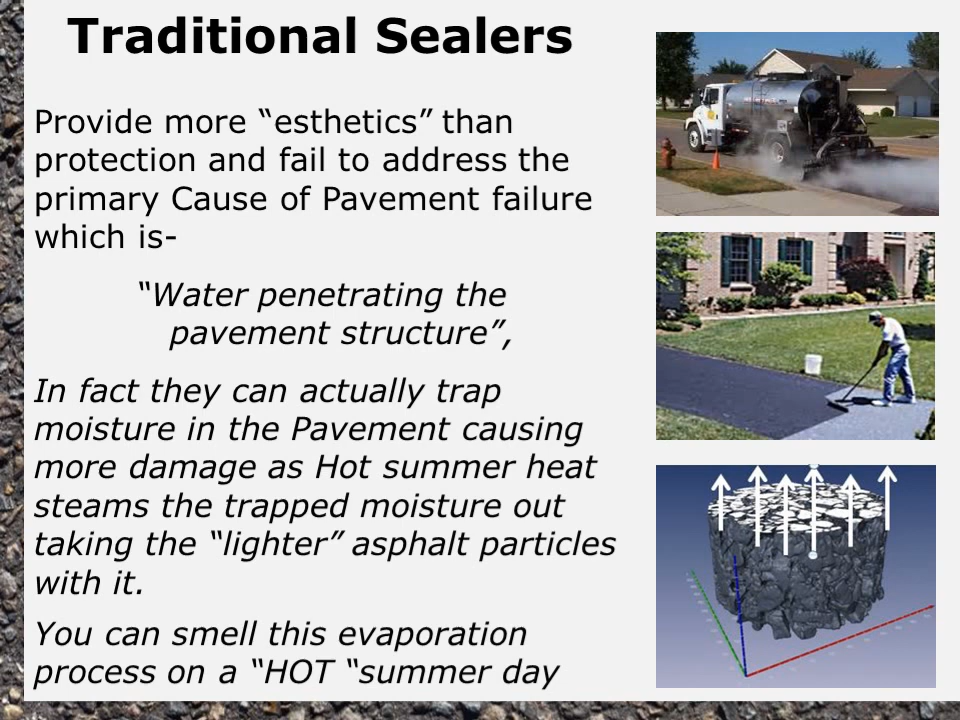 Traditional Sealers
Provide more “esthetics” than
protection and fail to address the
primary Cause of Pavement failure
which is-
“Water penetrating the
pavement structure”,
In fact they can actually trap
moisture in the Pavement causing
more damage as Hot summer heat
steams the trapped moisture out
taking the “lighter” asphalt particles
with it.
You can smell this evaporation
process on a “HOT “summer day